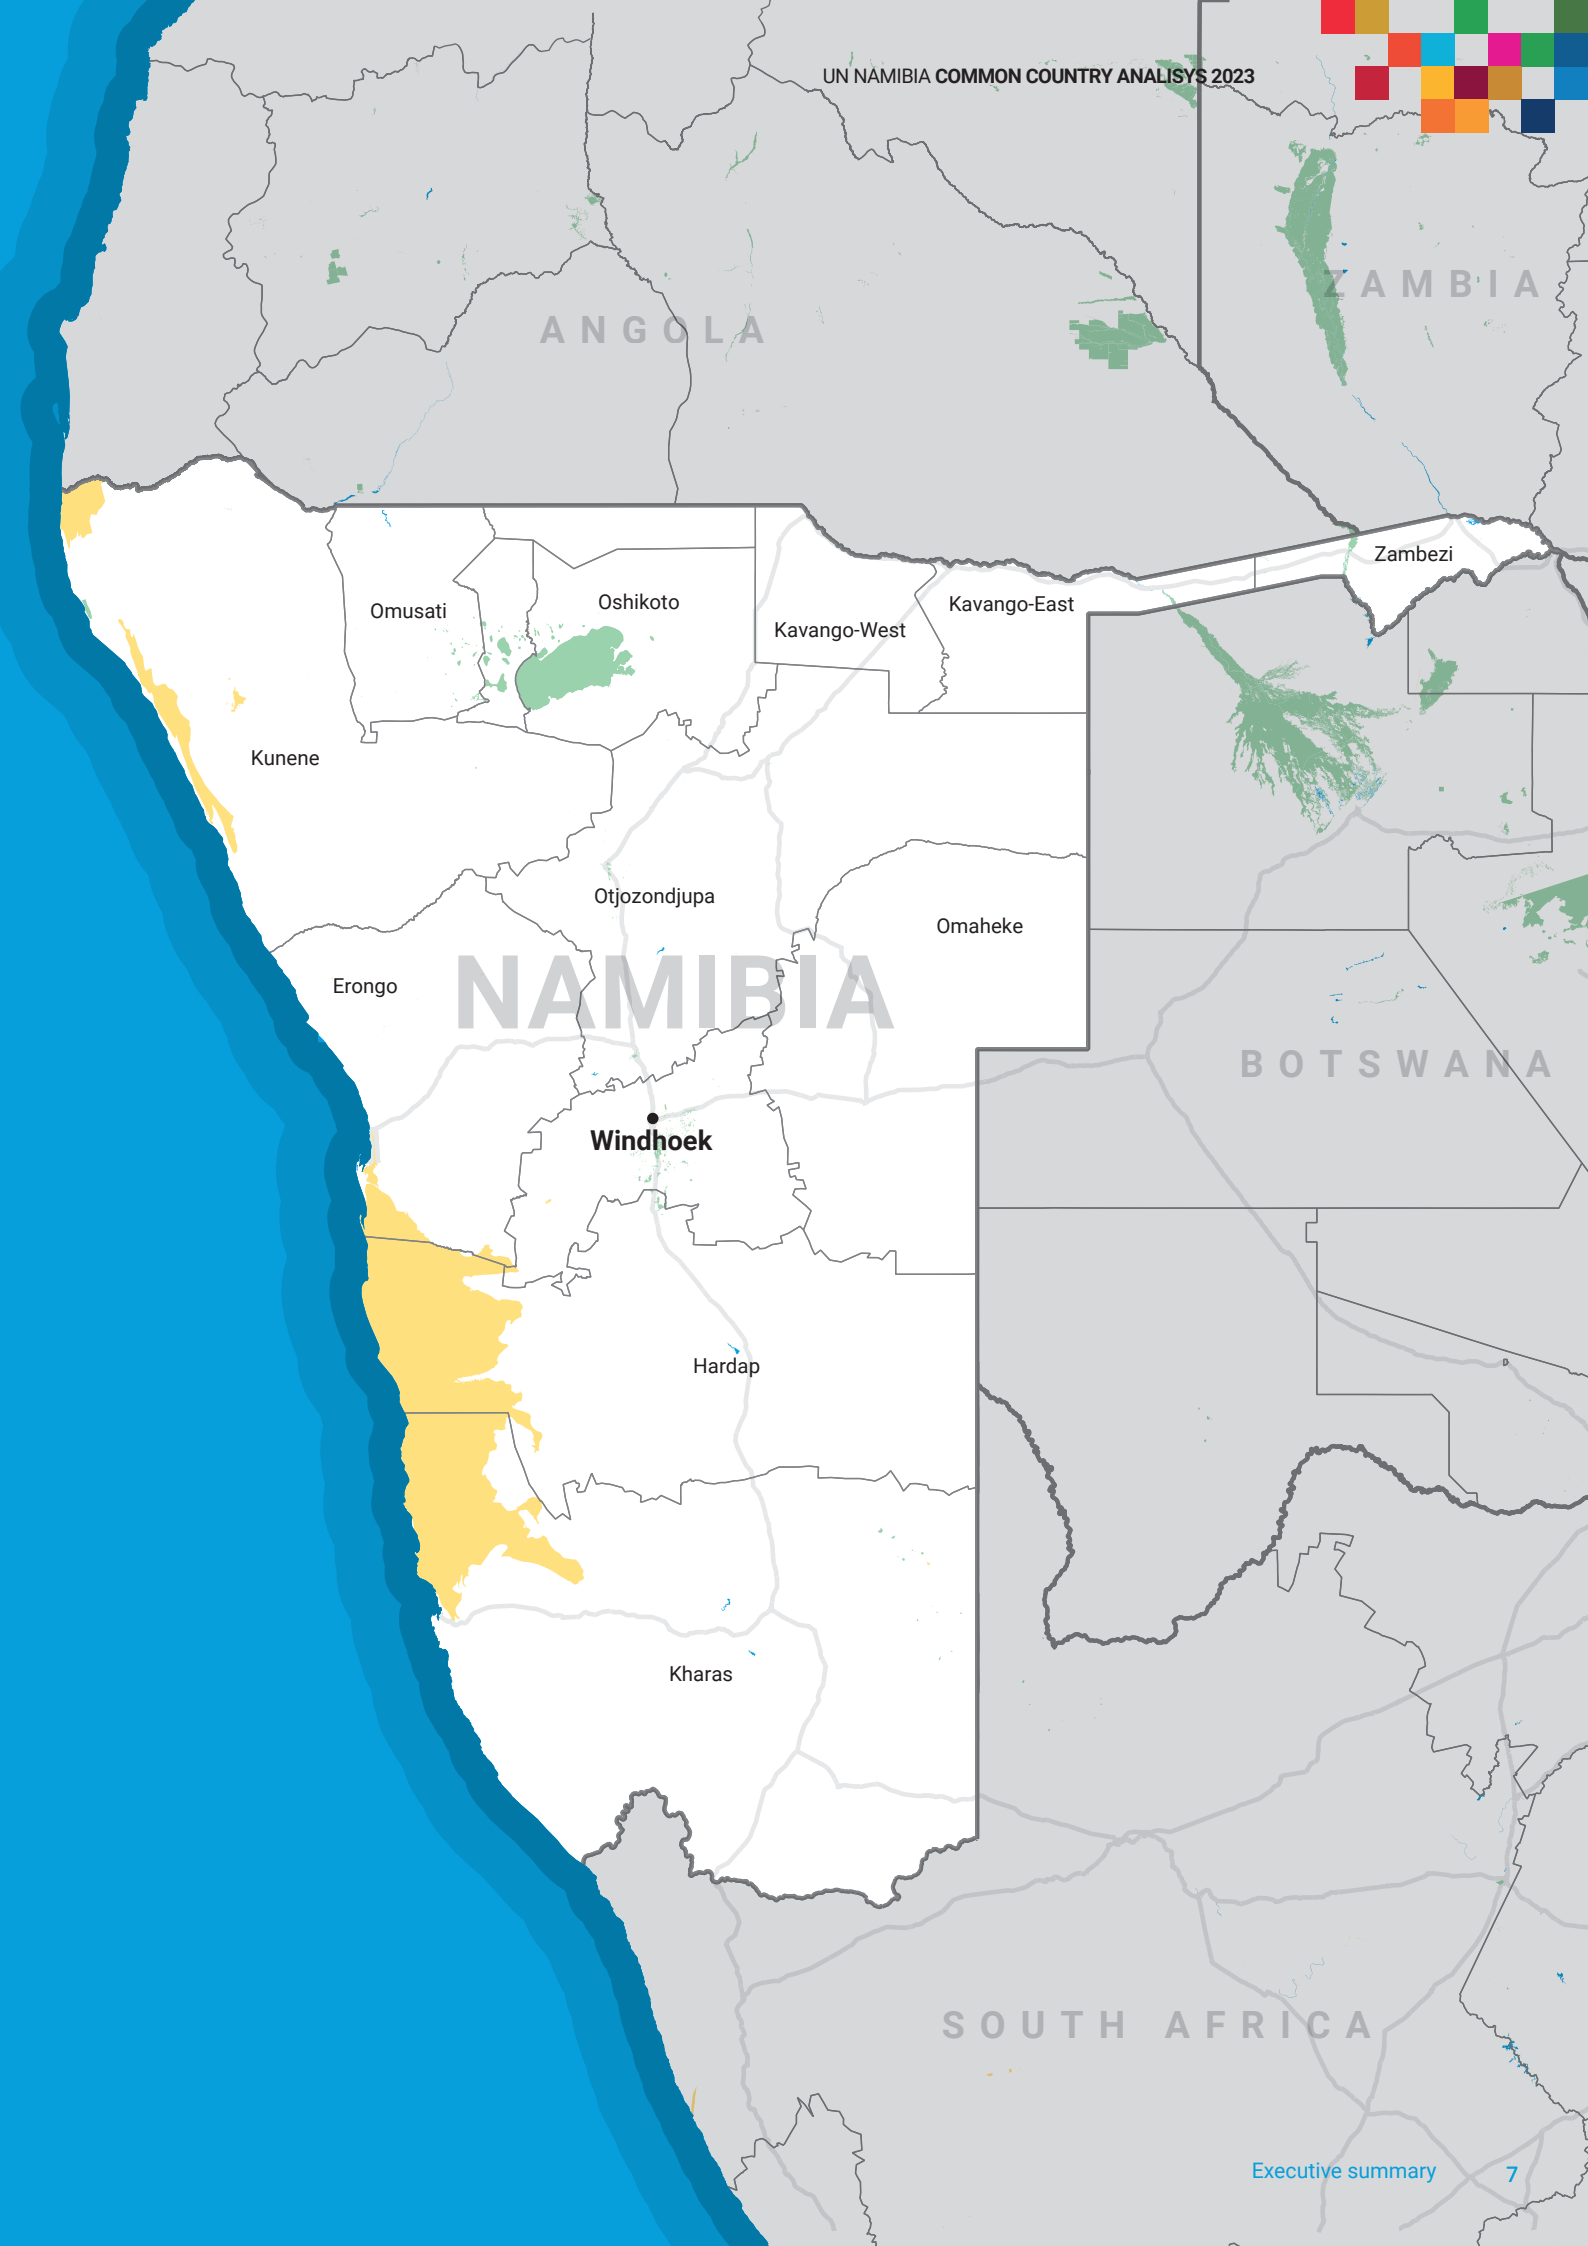 UN NAMIBIA COMMON COUNTRY ANALISYS 2023
ZAMBIA
ANGOLA
Zambezi
Omusati
Oshikoto
Kavango-East
Kavango-West
Kunene
Otjozondjupa
Omaheke
Erongo
NAMIBIA
BOTSWANA
Windhoek
Hardap
Kharas
SOUTH AFRICA
Executive summary 7